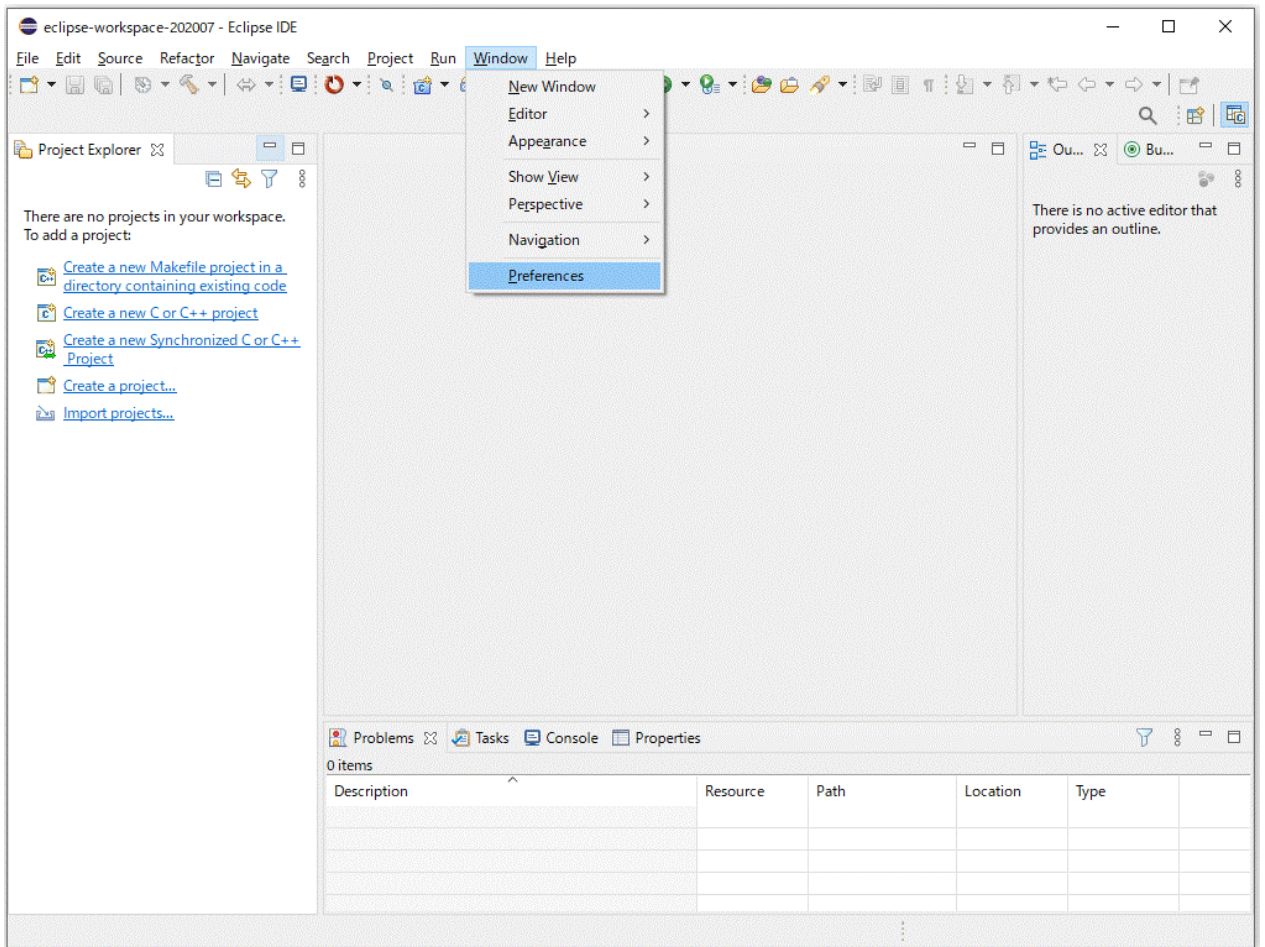 eclipse-workspace-202007 - Eclipse IDE
File Edit Source Refactor Navigate Search Project Run Window Help
New Window
Editor
Appearance
Show View
Perspective
Navigation
Preferences
Project Explorer
There are no projects in your workspace.
To add a project:
Create a new Makefile project in a
directory containing existing code
Create a new C or C++ project
Create a new Synchronized C or C++
Project
Create a project...
Import projects...
Ou... Bu...
There is no active editor that
provides an outline.
Problems Tasks Console Properties
0 items
Description Resource Path Location Type